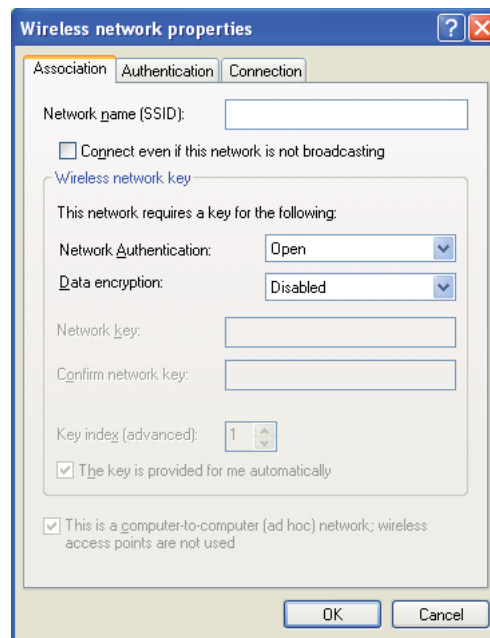 Wireless network properties
Association Authentication Connection
Network name (SSID):
Connect even if this network is not broadcasting
Wireless network key
This network requires a key for the following:
Network Authentication: Open
Data encryption: Disabled
Network key:
Confirm network key:
Key index (advanced): 1
The key is provided for me automatically
This is a computer-to-computer (ad hoc) network; wireless
access points are not used
OK Cancel